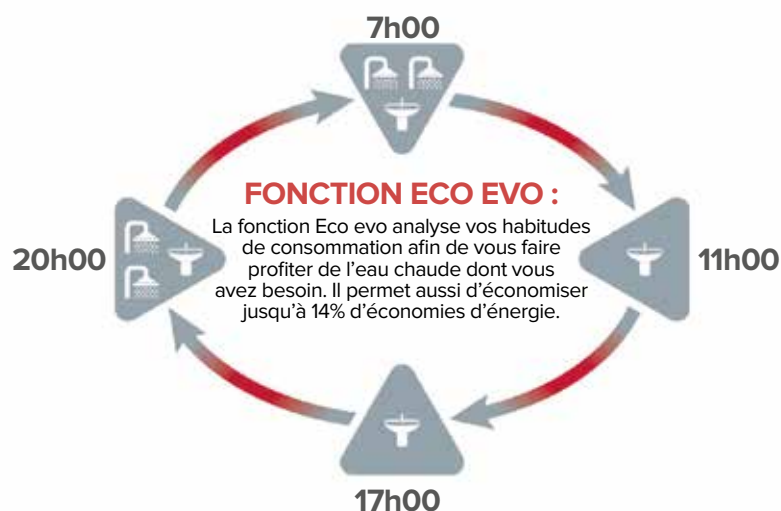 7h00
FONCTION ECO EVO :
La fonction Eco evo analyse vos habitudes
de consommation afin de vous faire
profiter de l'eau chaude dont vous
avez besoin. Il permet aussi d'économiser
jusqu'à 14% d'économies d'énergie.
20h00
11h00
17h00